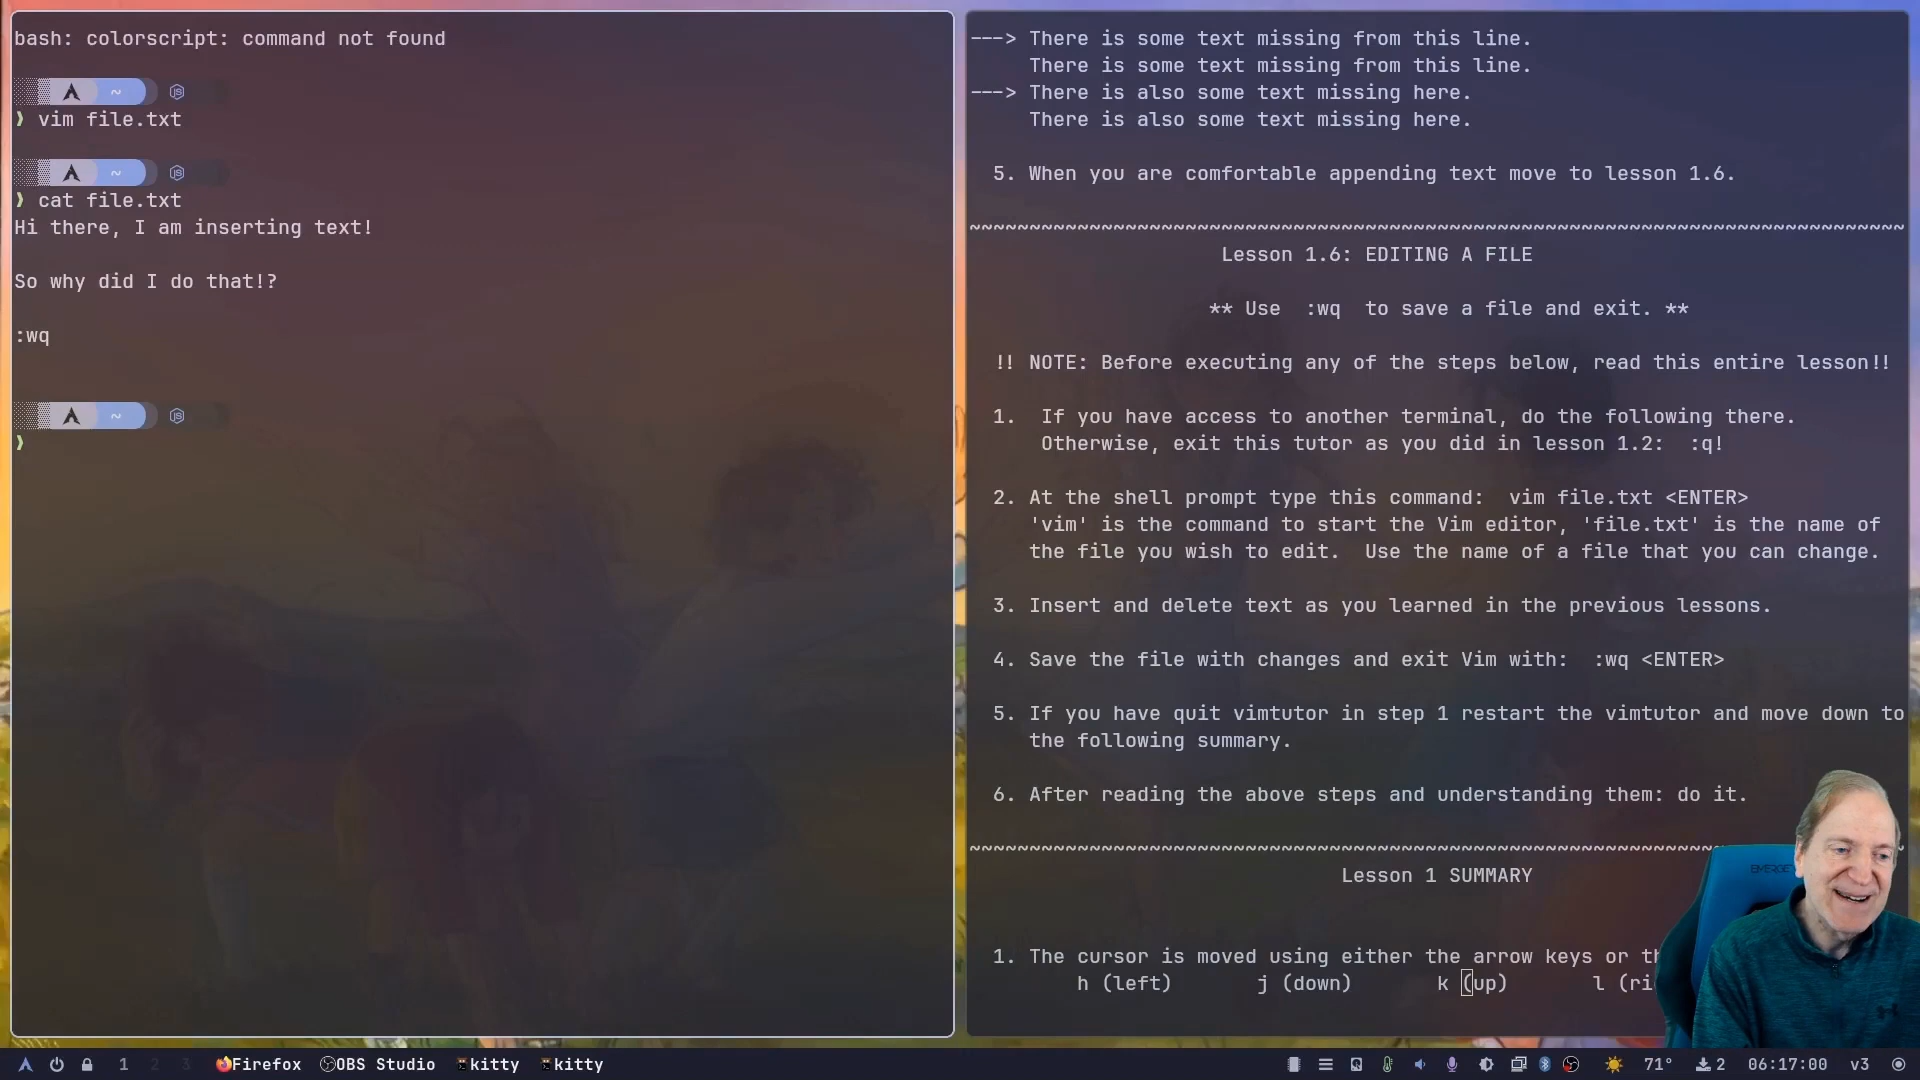 bash: colorscript: command not found
~
❱ vim file.txt
~
❱ cat file.txt
Hi there, I am inserting text!
So why did I do that!?
:wq
~
❱
---> There is some text missing from this line.
There is some text missing from this line.
---> There is also some text missing here.
There is also some text missing here.
5. When you are comfortable appending text move to lesson 1.6.
~~~~~~~~~~~~~~~~~~~~~~~~~~~~~~~~~~~~~~~~~~~~~~~~~~~~~~~~~~~~~~~~~~~~~~~~~~~~~~
Lesson 1.6: EDITING A FILE
** Use  :wq  to save a file and exit. **
!! NOTE: Before executing any of the steps below, read this entire lesson!!
1.  If you have access to another terminal, do the following there.
Otherwise, exit this tutor as you did in lesson 1.2:  :q!
2. At the shell prompt type this command:  vim file.txt <ENTER>
'vim' is the command to start the Vim editor, 'file.txt' is the name of
the file you wish to edit.  Use the name of a file that you can change.
3. Insert and delete text as you learned in the previous lessons.
4. Save the file with changes and exit Vim with:  :wq <ENTER>
5. If you have quit vimtutor in step 1 restart the vimtutor and move down to
the following summary.
6. After reading the above steps and understanding them: do it.
~~~~~~~~~~~~~~~~~~~~~~~~~~~~~~~~~~~~~~~~~~~~~~~~~~~~~~~~~~~~~~
Lesson 1 SUMMARY
1. The cursor is moved using either the arrow keys or
h (left) j (down) k (up) l
1 2 3 Firefox OBS Studio kitty kitty 71° 2 06:17:00 v3